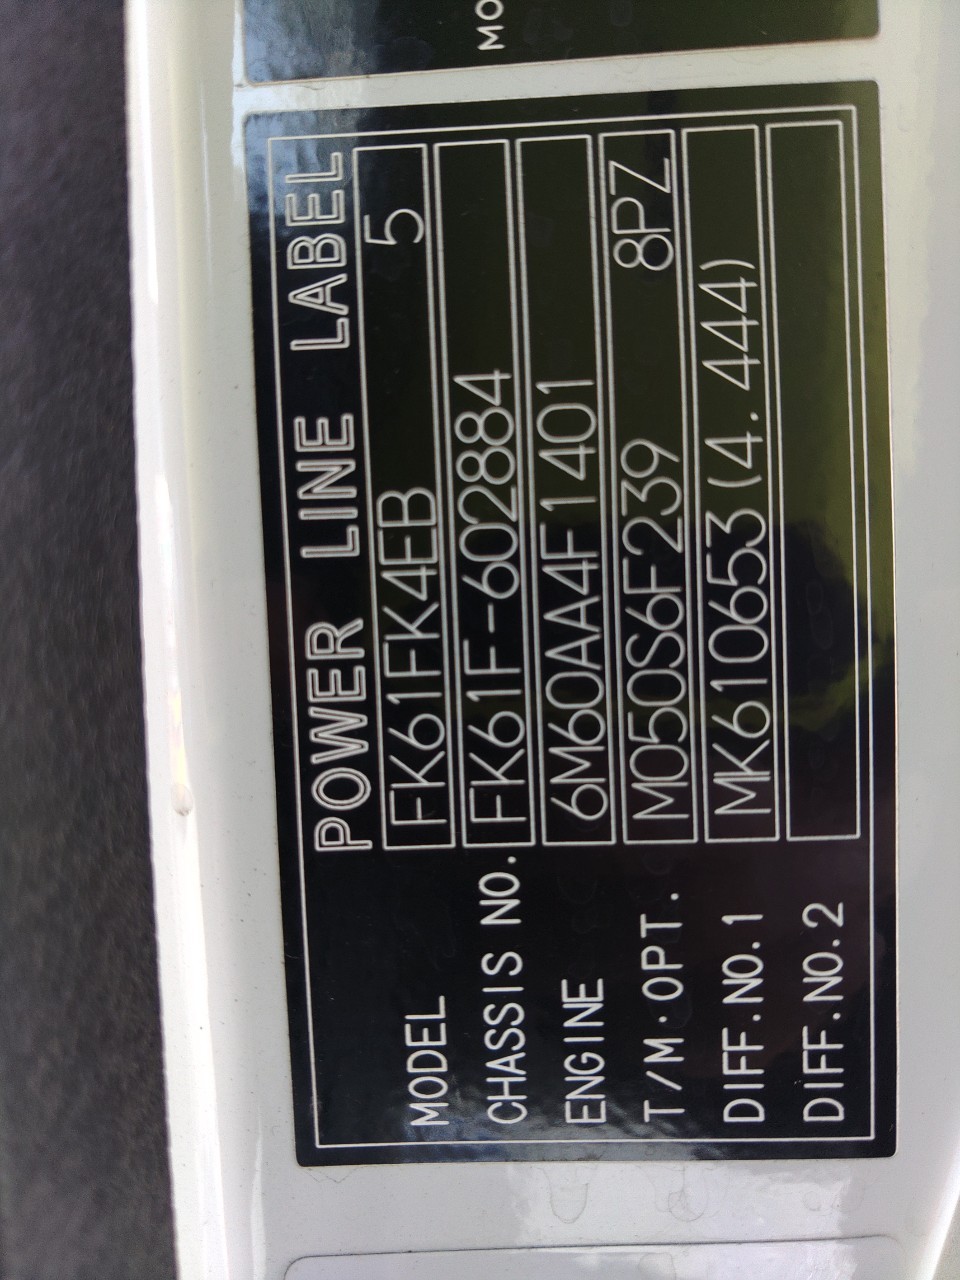 MO
POWER LINE LABEL
MODEL FK61FK4EB 5
CHASSIS NO. FK61F-602884
ENGINE 6M60AA4F1401
T/M·OPT. M050S6F239 8PZ
DIFF.NO.1 MK610653(4.444)
DIFF.NO.2